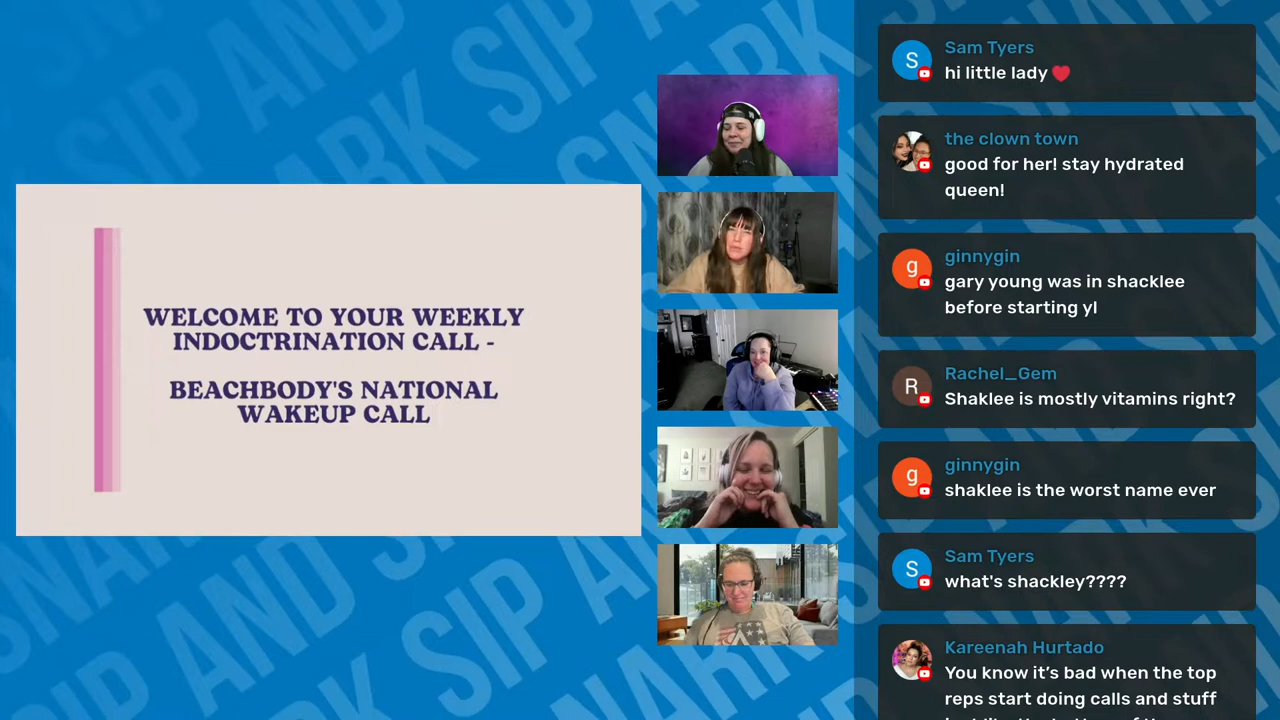 WELCOME TO YOUR WEEKLY
INDOCTRINATION CALL -
BEACHBODY'S NATIONAL
WAKEUP CALL
SIP AND SNARK
S
Sam Tyers
hi little lady ❤️
the clown town
good for her! stay hydrated
queen!
g
ginnygin
gary young was in shacklee
before starting yl
R
Rachel_Gem
Shaklee is mostly vitamins right?
g
ginnygin
shaklee is the worst name ever
S
Sam Tyers
what's shackley????
Kareenah Hurtado
You know it’s bad when the top
reps start doing calls and stuff